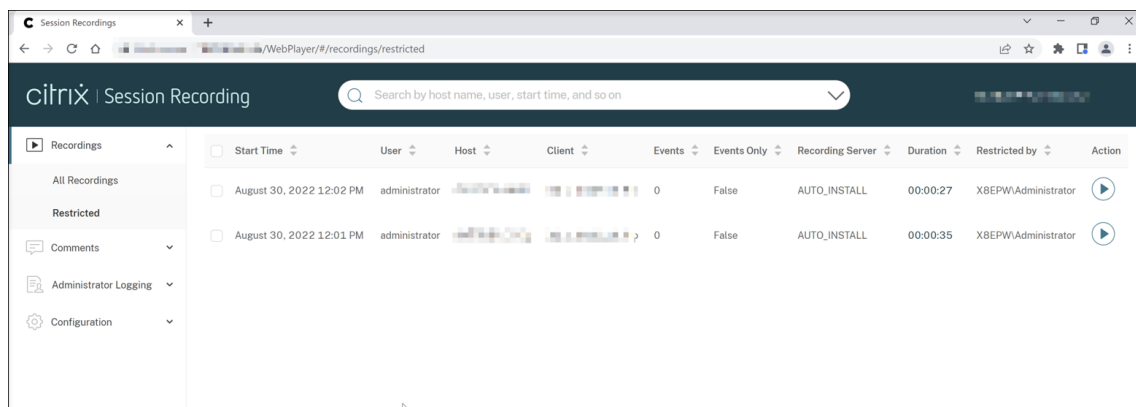 Session Recordings
/WebPlayer/#/recordings/restricted
citrix | Session Recording
Search by host name, user, start time, and so on
Recordings
All Recordings
Restricted
Comments
Administrator Logging
Configuration
Start Time User Host Client Events Events Only Recording Server Duration Restricted by Action
August 30, 2022 12:02 PM administrator 0 False AUTO_INSTALL 00:00:27 X8EPW\Administrator
August 30, 2022 12:01 PM administrator 0 False AUTO_INSTALL 00:00:35 X8EPW\Administrator